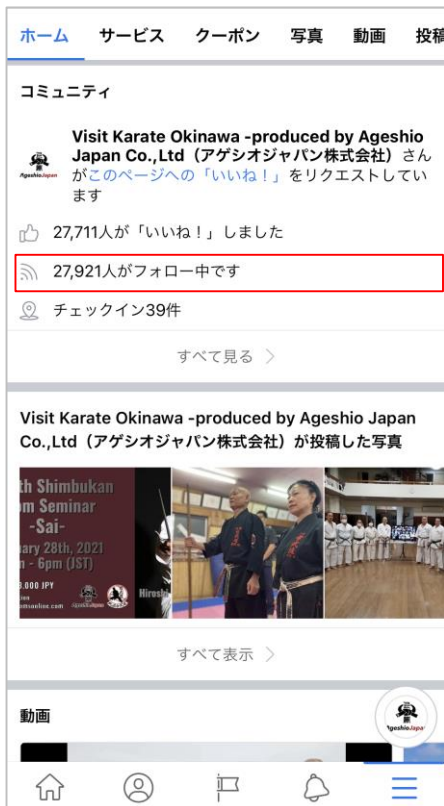 ホーム サービス クーポン 写真 動画 投稿
コミュニティ
Visit Karate Okinawa -produced by Ageshio
Japan Co.,Ltd（アゲシオジャパン株式会社）さん
がこのページへの「いいね！」をリクエストしてい
ます
AgeshioJapan
27,711人が「いいね！」しました
27,921人がフォロー中です
チェックイン39件
すべて見る
Visit Karate Okinawa -produced by Ageshio Japan
Co.,Ltd（アゲシオジャパン株式会社）が投稿した写真
th Shimbukan
om Seminar
-Sai-
uary 28th, 2021
- 6pm (JST)
3.000 JPY
Hiroshi
すべて表示
動画